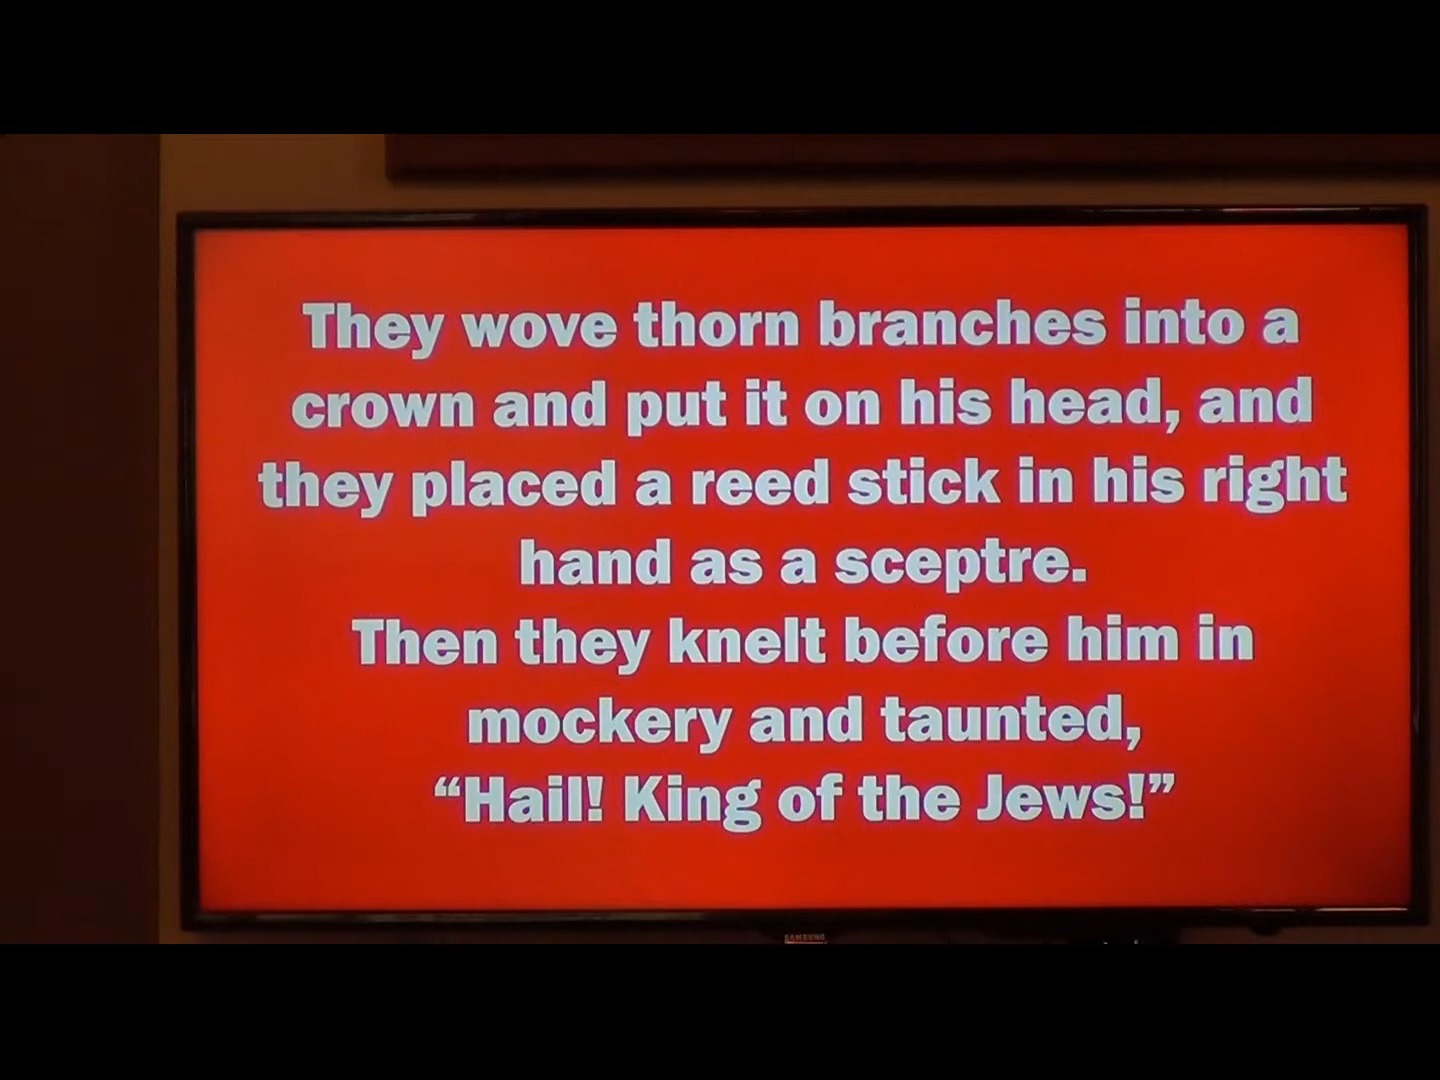 They wove thorn branches into a
crown and put it on his head, and
they placed a reed stick in his right
hand as a sceptre.
Then they knelt before him in
mockery and taunted,
“Hail! King of the Jews!”
SAMSUNG